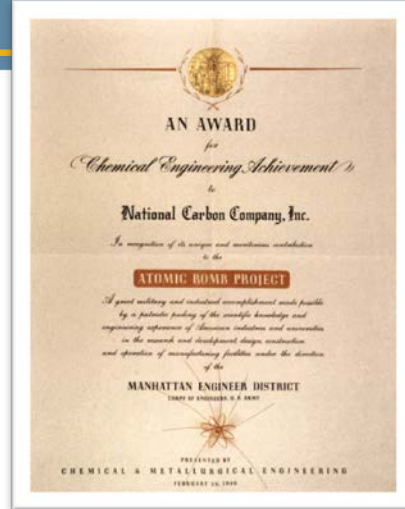 AN AWARD
for
Chemical Engineering Achievement
to
National Carbon Company, Inc.
In recognition of its unique and meritorious contribution
to the
ATOMIC BOMB PROJECT
A great military and industrial accomplishment made possible
by a patriotic pooling of the scientific knowledge and
engineering experience of American industries and universities
in the research and development, design, construction
and operation of manufacturing facilities under the direction
of the
MANHATTAN ENGINEER DISTRICT
CORPS OF ENGINEERS, U. S. ARMY
PRESENTED BY
CHEMICAL & METALLURGICAL ENGINEERING
FEBRUARY 26, 1946